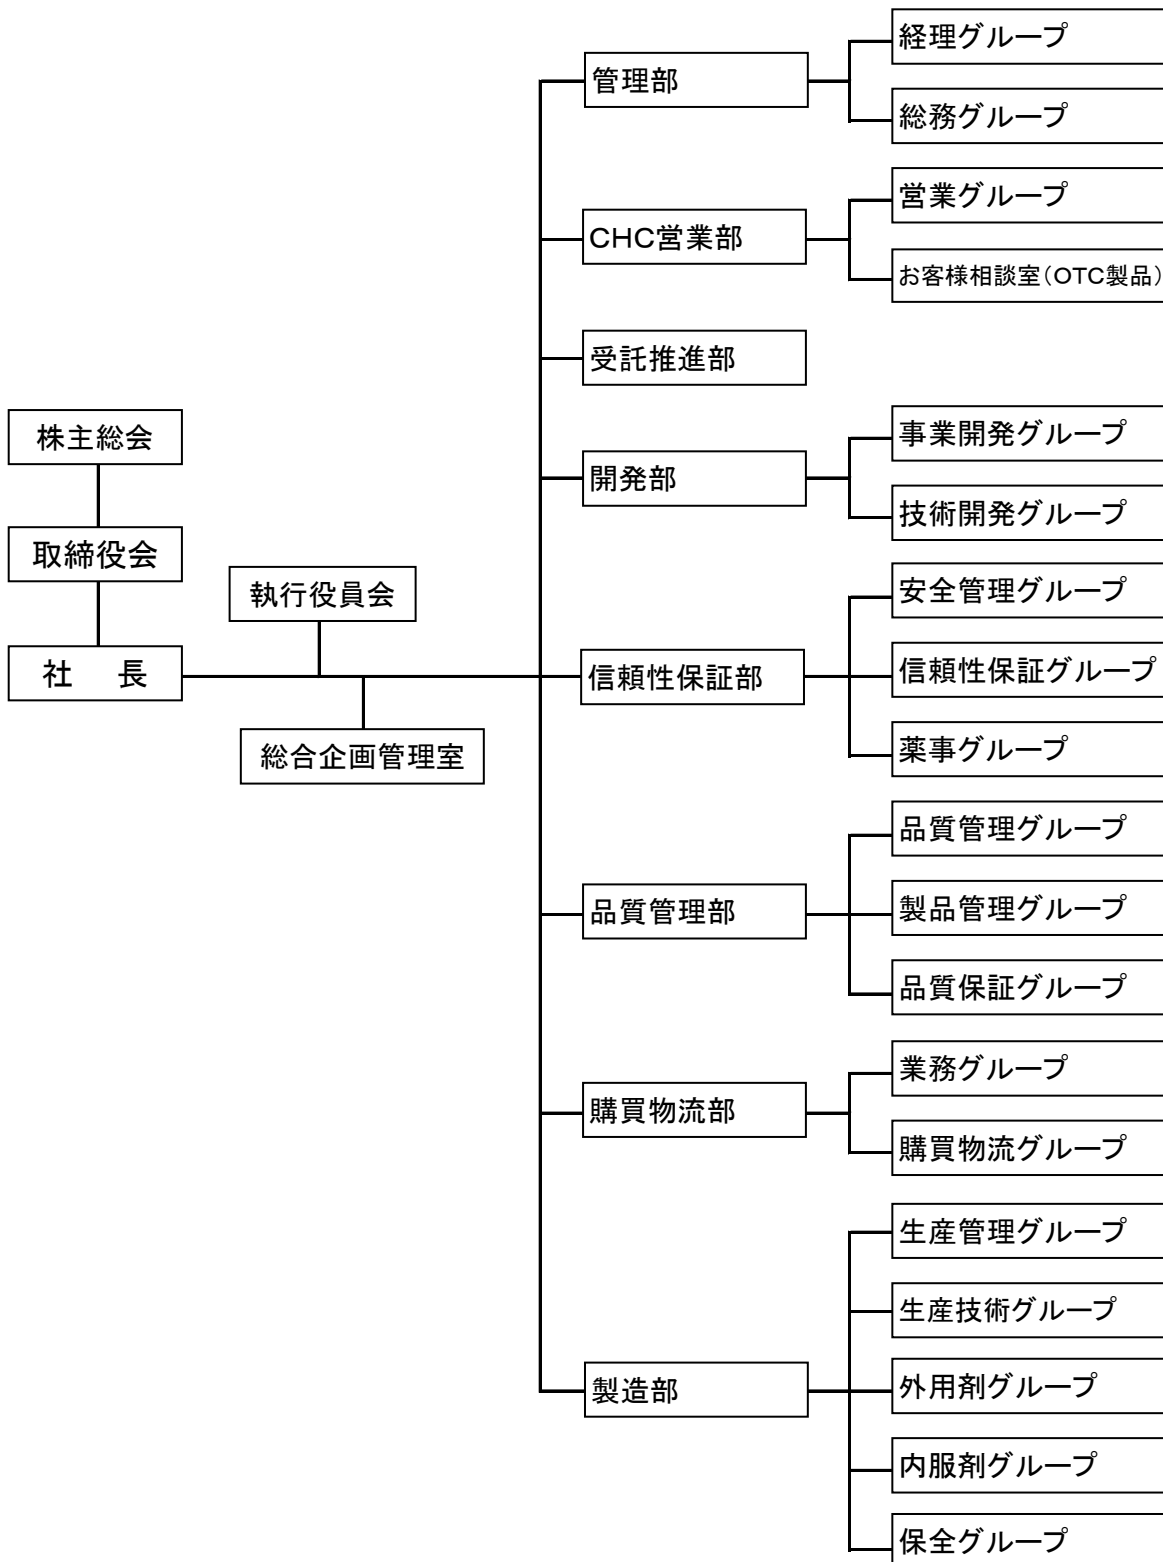 株主総会
取締役会
社　長
執行役員会
総合企画管理室
管理部
経理グループ
総務グループ
CHC営業部
営業グループ
お客様相談室（OTC製品）
受託推進部
開発部
事業開発グループ
技術開発グループ
信頼性保証部
安全管理グループ
信頼性保証グループ
薬事グループ
品質管理部
品質管理グループ
製品管理グループ
品質保証グループ
購買物流部
業務グループ
購買物流グループ
製造部
生産管理グループ
生産技術グループ
外用剤グループ
内服剤グループ
保全グループ